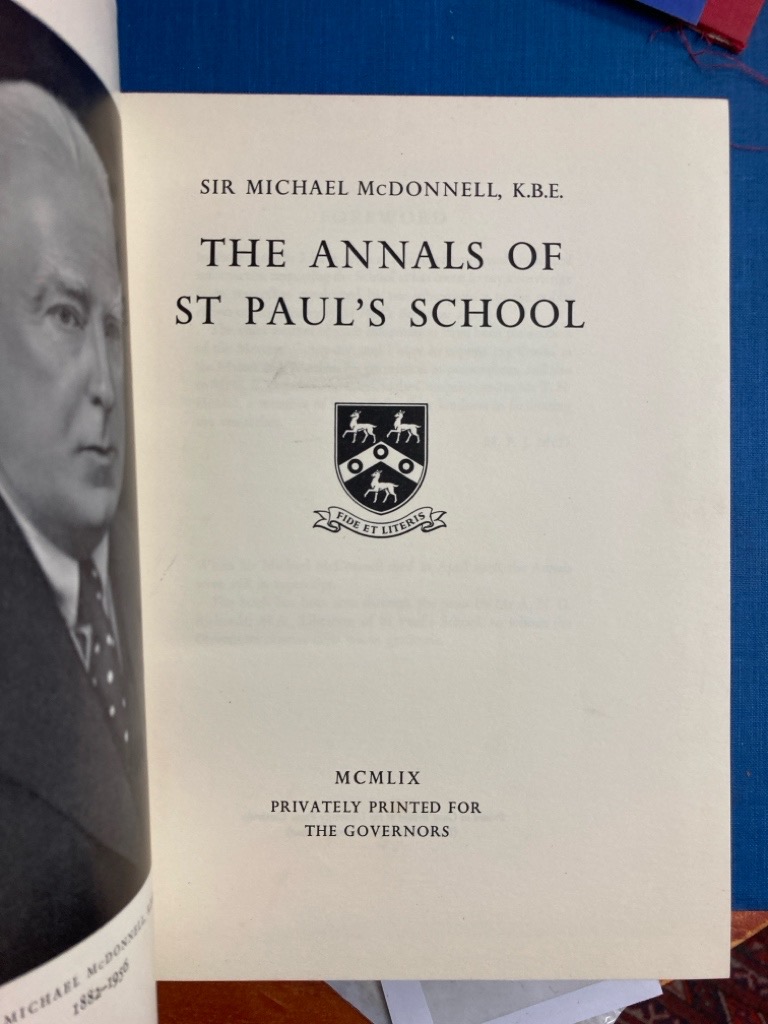 SIR MICHAEL McDONNELL, K.B.E.
THE ANNALS OF
ST PAUL'S SCHOOL
FIDE ET LITERIS
MCMLIX
PRIVATELY PRINTED FOR
THE GOVERNORS
MICHAEL McDONNELL,
1882–1956